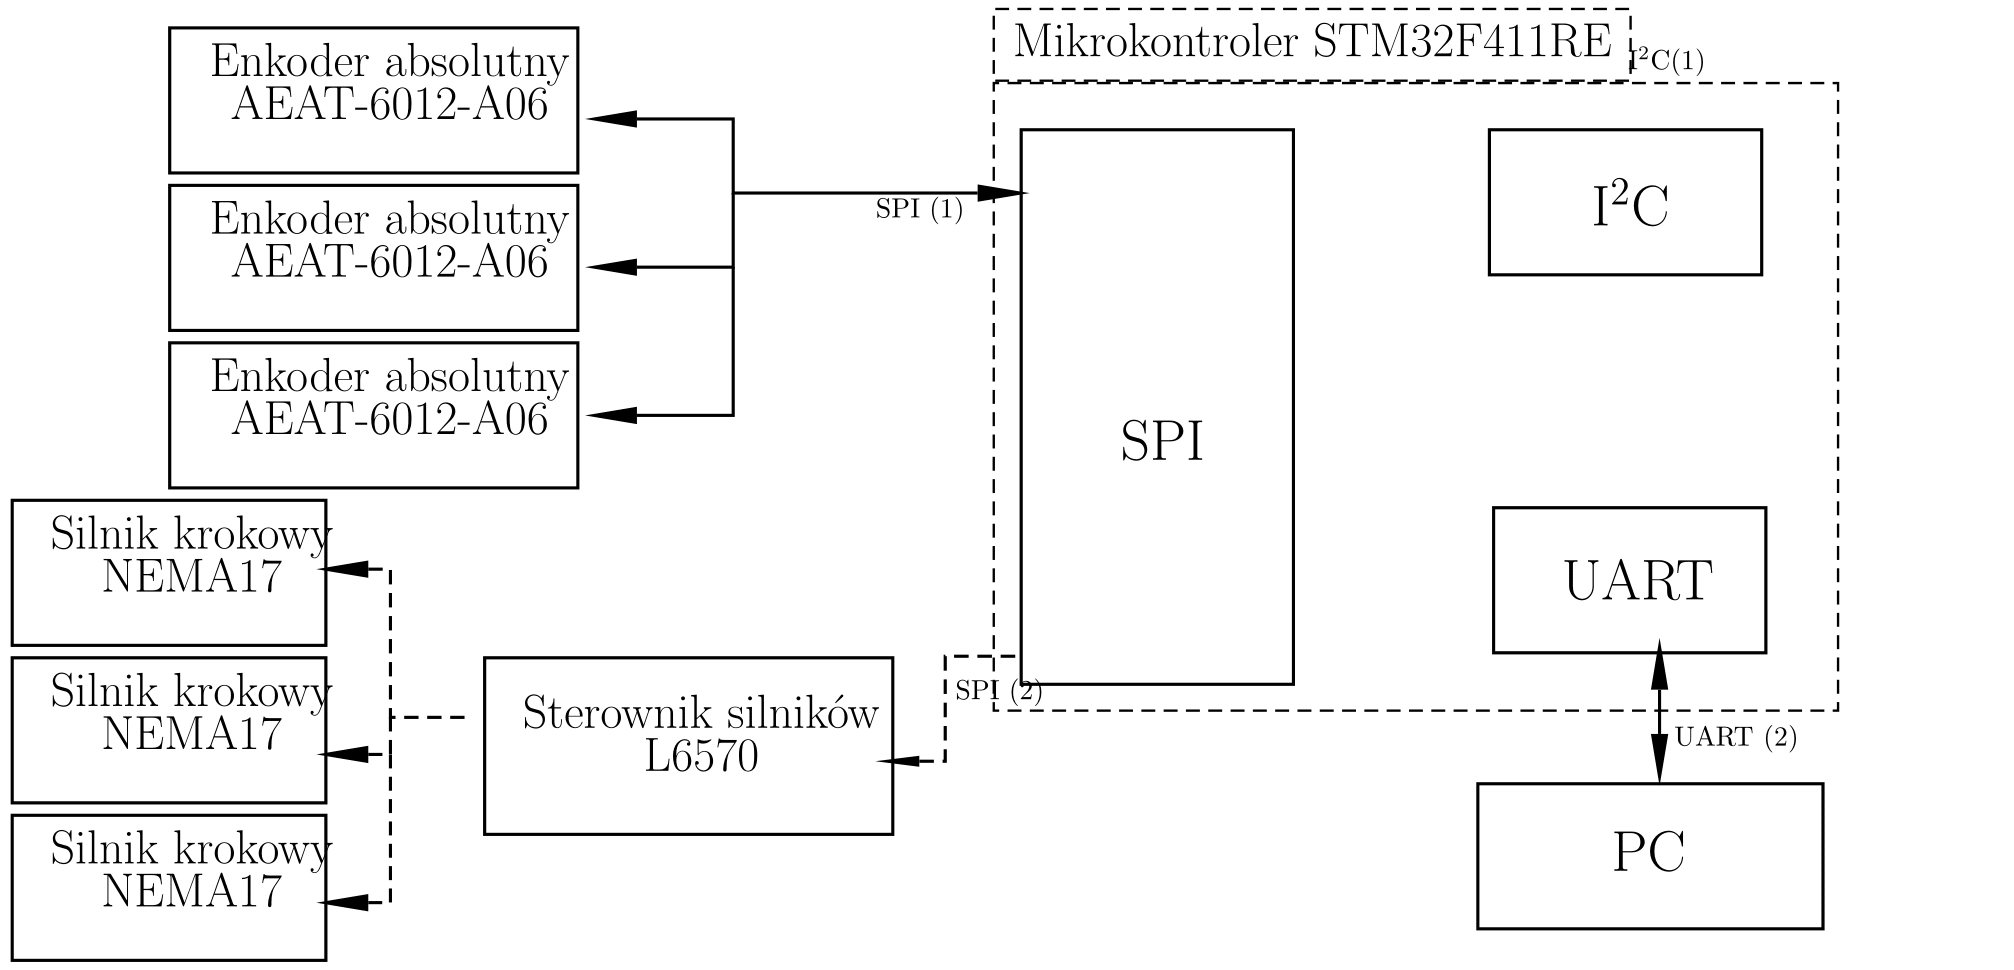 Mikrokontroler STM32F411RE
I²C(1)
Enkoder absolutny
AEAT-6012-A06
Enkoder absolutny
AEAT-6012-A06
Enkoder absolutny
AEAT-6012-A06
SPI (1)
SPI
I²C
UART
Silnik krokowy
NEMA17
Silnik krokowy
NEMA17
Silnik krokowy
NEMA17
Sterownik silników
L6570
SPI (2)
UART (2)
PC